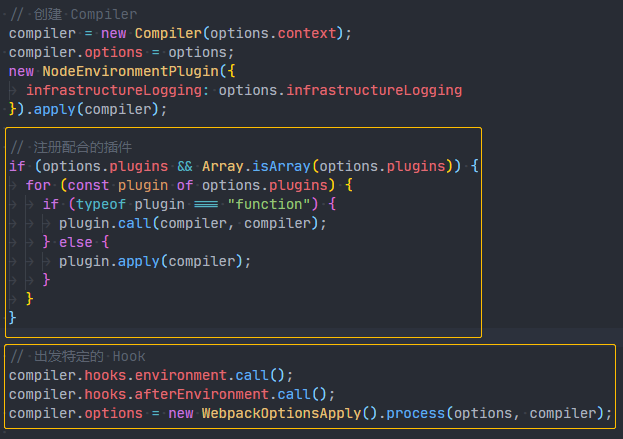 // 创建 Compiler
compiler = new Compiler(options.context);
compiler.options = options;
new NodeEnvironmentPlugin({
infrastructureLogging: options.infrastructureLogging
}).apply(compiler);
// 注册配合的插件
if (options.plugins && Array.isArray(options.plugins)) {
for (const plugin of options.plugins) {
if (typeof plugin === "function") {
plugin.call(compiler, compiler);
} else {
plugin.apply(compiler);
}
}
}
// 出发特定的 Hook
compiler.hooks.environment.call();
compiler.hooks.afterEnvironment.call();
compiler.options = new WebpackOptionsApply().process(options, compiler);